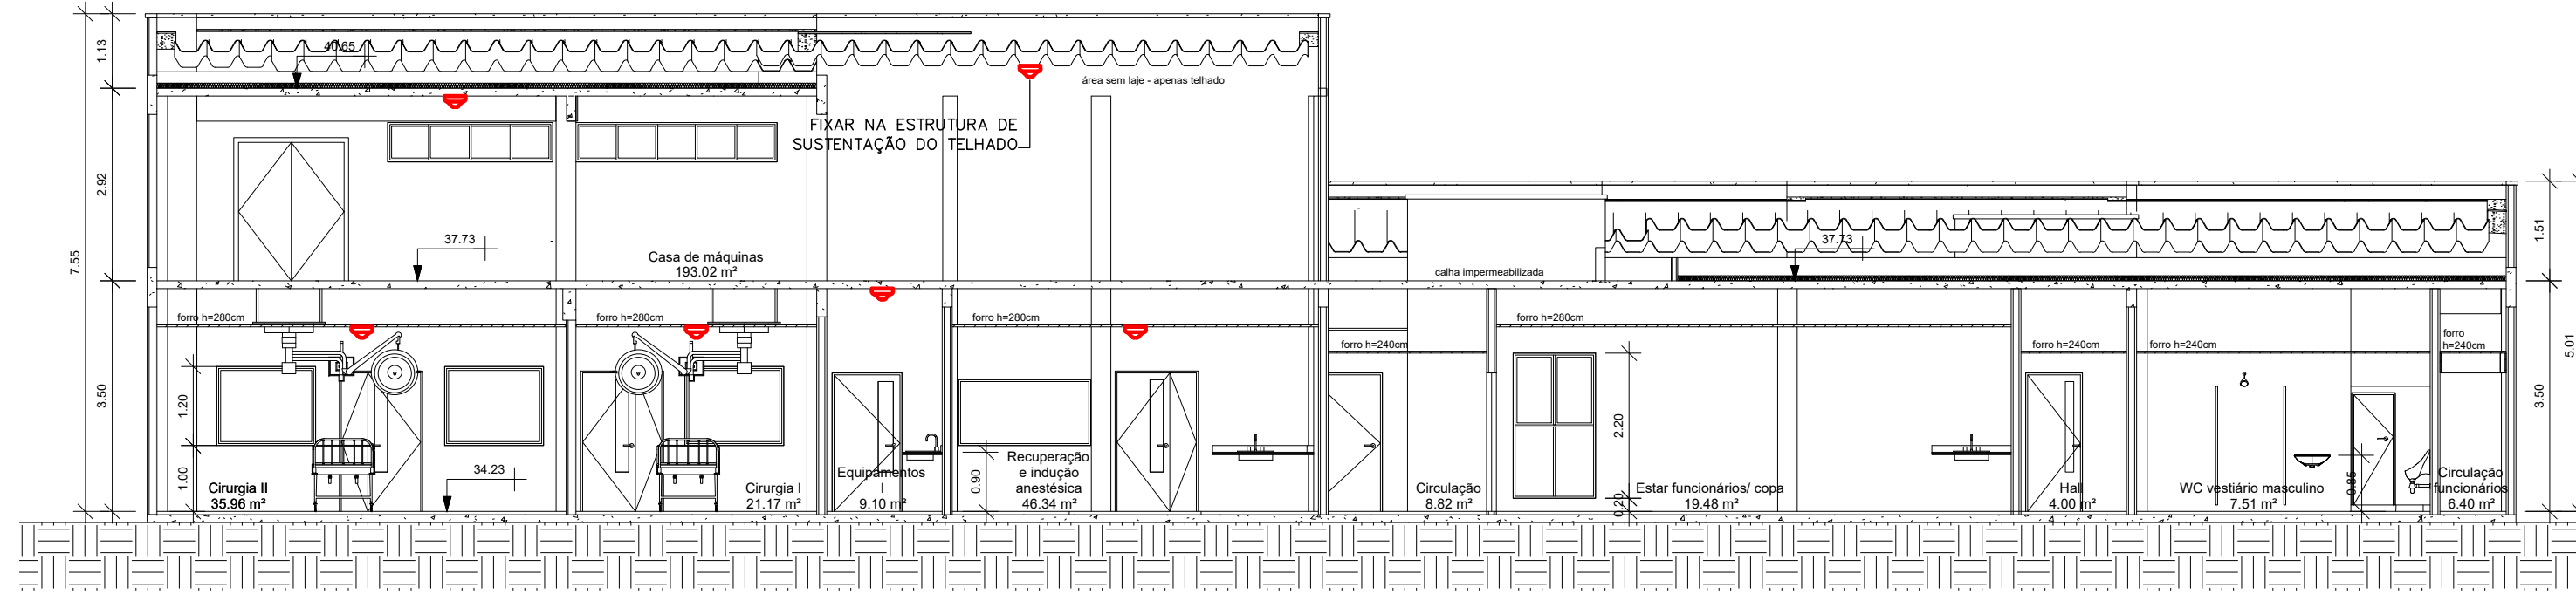 1.13
40.65
área sem laje - apenas telhado
FIXAR NA ESTRUTURA DE
SUSTENTAÇÃO DO TELHADO
2.92
7.55
37.73
Casa de máquinas
193.02 m²
37.73
1.51
calha impermeabilizada
5.01
forro h=280cm
forro h=280cm
forro h=280cm
forro h=280cm
forro h=240cm
forro h=240cm
forro h=240cm
forro
h=240cm
3.50
1.20
1.00
34.23
0.90
2.20
0.20
0.85
3.50
Cirurgia II
35.96 m²
Cirurgia I
21.17 m²
Equipamentos
I
9.10 m²
Recuperação
e indução
anestésica
46.34 m²
Circulação
8.82 m²
Estar funcionários/ copa
19.48 m²
Hall
4.00 m²
WC vestiário masculino
7.51 m²
Circulação
funcionários
6.40 m²